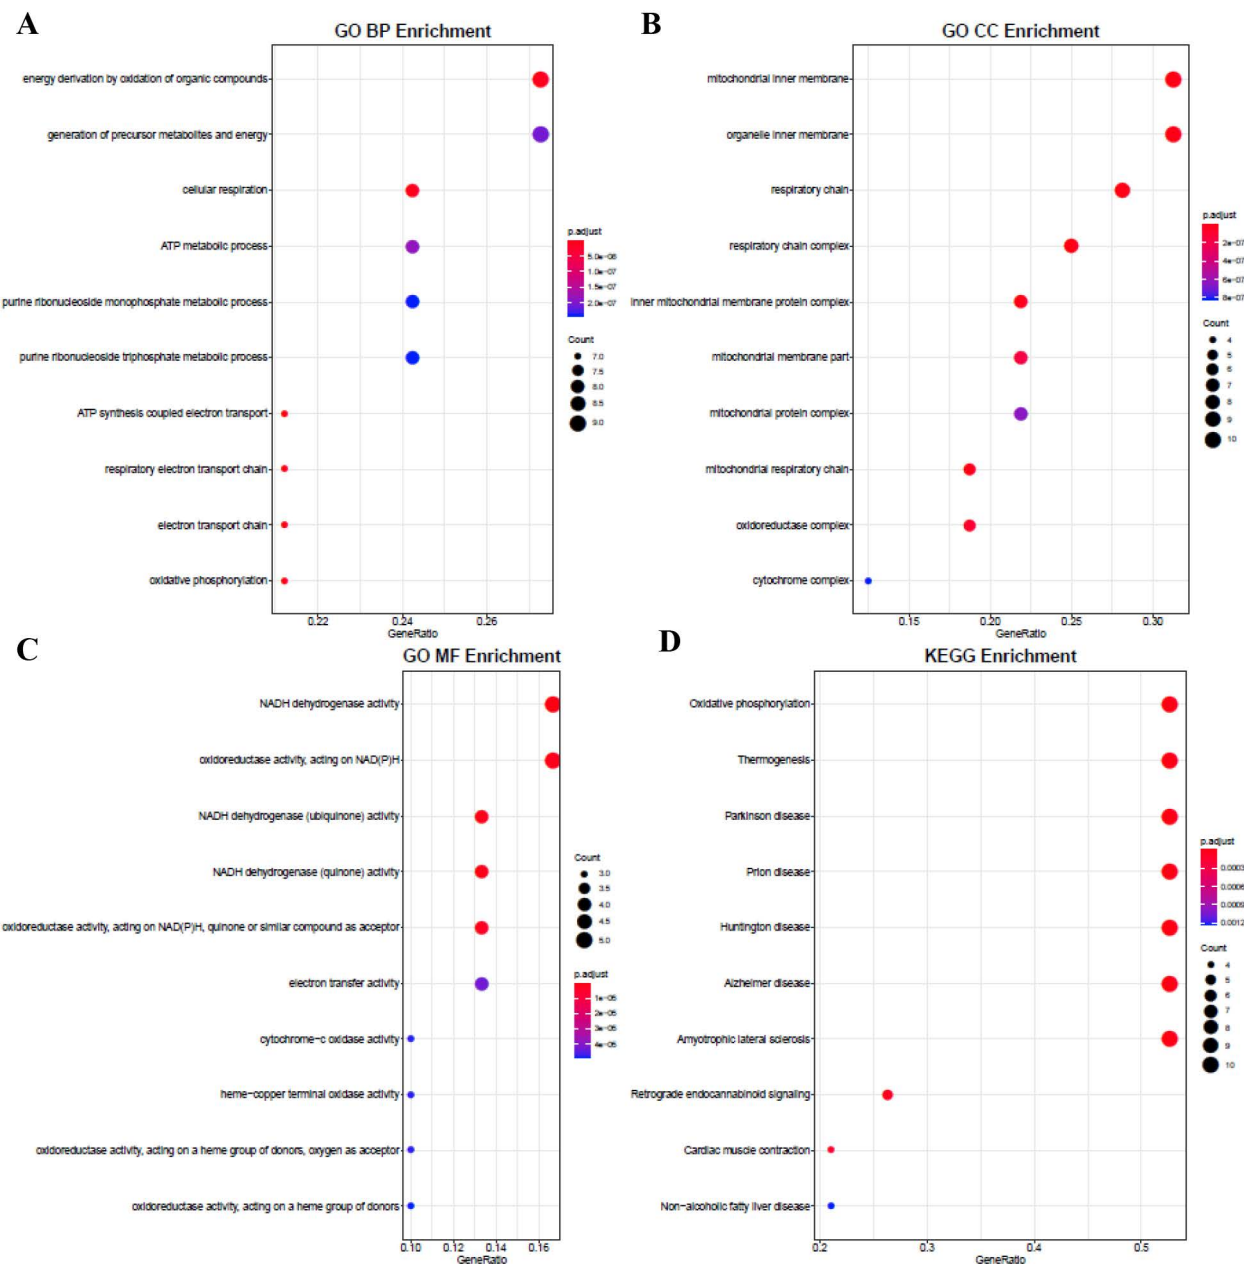 A
GO BP Enrichment
energy derivation by oxidation of organic compounds
generation of precursor metabolites and energy
cellular respiration
ATP metabolic process
purine ribonucleoside monophosphate metabolic process
purine ribonucleoside triphosphate metabolic process
ATP synthesis coupled electron transport
respiratory electron transport chain
electron transport chain
oxidative phosphorylation
0.22 0.24 0.26
GeneRatio
p.adjust
5.0e-08
1.0e-07
1.5e-07
2.0e-07
Count
7.0
7.5
8.0
8.5
9.0
B
GO CC Enrichment
mitochondrial inner membrane
organelle inner membrane
respiratory chain
respiratory chain complex
inner mitochondrial membrane protein complex
mitochondrial membrane part
mitochondrial protein complex
mitochondrial respiratory chain
oxidoreductase complex
cytochrome complex
0.15 0.20 0.25 0.30
GeneRatio
p.adjust
2e-07
4e-07
6e-07
8e-07
Count
4
5
6
7
8
9
10
C
GO MF Enrichment
NADH dehydrogenase activity
oxidoreductase activity, acting on NAD(P)H
NADH dehydrogenase (ubiquinone) activity
NADH dehydrogenase (quinone) activity
oxidoreductase activity, acting on NAD(P)H, quinone or similar compound as acceptor
electron transfer activity
cytochrome-c oxidase activity
heme-copper terminal oxidase activity
oxidoreductase activity, acting on a heme group of donors, oxygen as acceptor
oxidoreductase activity, acting on a heme group of donors
0.10 0.12 0.14 0.16
GeneRatio
Count
3.0
3.5
4.0
4.5
5.0
p.adjust
1e-05
2e-05
3e-05
4e-05
D
KEGG Enrichment
Oxidative phosphorylation
Thermogenesis
Parkinson disease
Prion disease
Huntington disease
Alzheimer disease
Amyotrophic lateral sclerosis
Retrograde endocannabinoid signaling
Cardiac muscle contraction
Non-alcoholic fatty liver disease
0.2 0.3 0.4 0.5
GeneRatio
p.adjust
0.0003
0.0006
0.0009
0.0012
Count
4
5
6
7
8
9
10